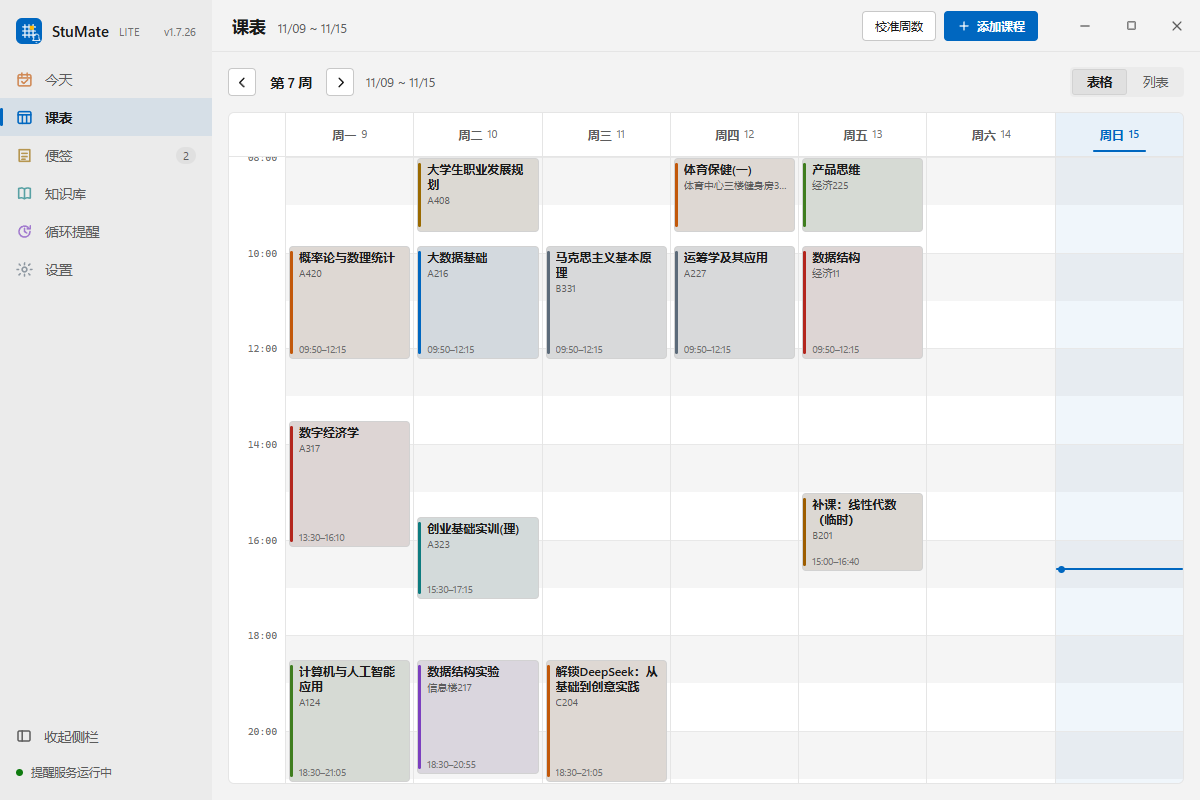 StuMate LITE v1.7.26
今天
课表
便签 2
知识库
循环提醒
设置
收起侧栏
提醒服务运行中
课表 11/09 ~ 11/15
校准周数
+ 添加课程
第 7 周
11/09 ~ 11/15
表格
列表
周一 9
周二 10
周三 11
周四 12
周五 13
周六 14
周日 15
08:00
大学生职业发展规
划
A408
体育保健(一)
体育中心三楼健身房3...
产品思维
经济225
10:00
概率论与数理统计
A420
09:50–12:15
大数据基础
A216
09:50–12:15
马克思主义基本原
理
B331
09:50–12:15
运筹学及其应用
A227
09:50–12:15
数据结构
经济11
09:50–12:15
12:00
14:00
数字经济学
A317
13:30–16:10
创业基础实训(理)
A323
15:30–17:15
补课：线性代数
（临时）
B201
15:00–16:40
16:00
18:00
计算机与人工智能
应用
A124
18:30–21:05
数据结构实验
信息楼217
18:30–20:55
解锁DeepSeek：从
基础到创意实践
C204
18:30–21:05
20:00